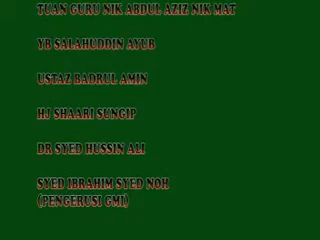 TUAN GURU NIK ABDUL AZIZ NIK MAT
YB SALAHUDDIN AYUB
USTAZ BADRUL AMIN
HJ SHAARI SUNGIP
DR SYED HUSSIN ALI
SYED IBRAHIM SYED NOH
(PENGERUSI GMI)